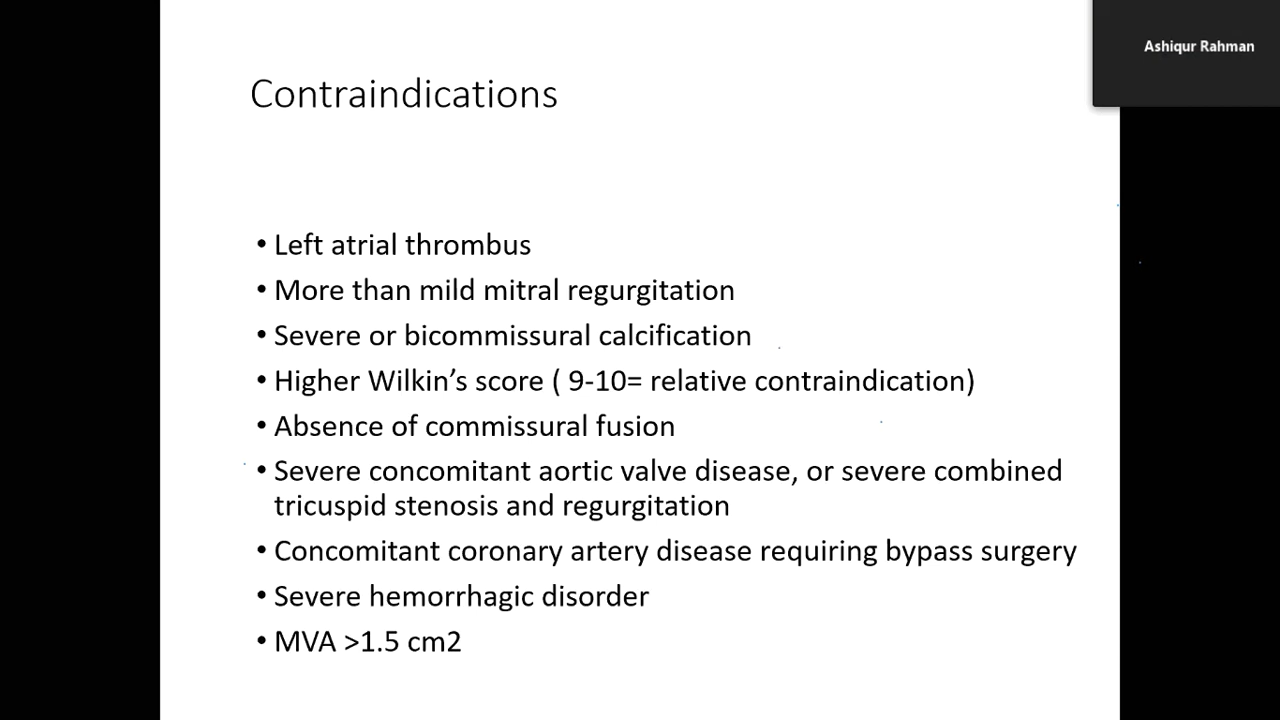 Ashiqur Rahman
Contraindications
• Left atrial thrombus
• More than mild mitral regurgitation
• Severe or bicommissural calcification
• Higher Wilkin’s score ( 9-10= relative contraindication)
• Absence of commissural fusion
• Severe concomitant aortic valve disease, or severe combined
tricuspid stenosis and regurgitation
• Concomitant coronary artery disease requiring bypass surgery
• Severe hemorrhagic disorder
• MVA >1.5 cm2